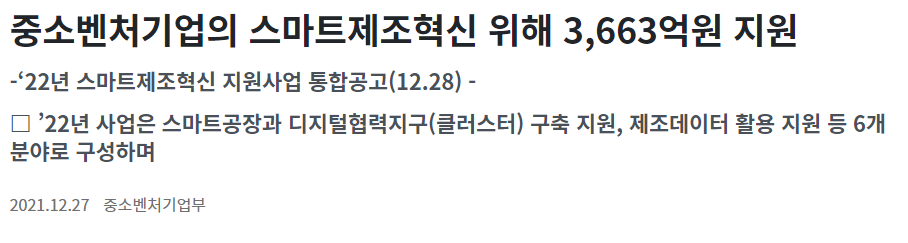 중소벤처기업의 스마트제조혁신 위해 3,663억원 지원
-‘22년 스마트제조혁신 지원사업 통합공고(12.28) -
□ ’22년 사업은 스마트공장과 디지털협력지구(클러스터) 구축 지원, 제조데이터 활용 지원 등 6개
분야로 구성하며
2021.12.27 중소벤처기업부